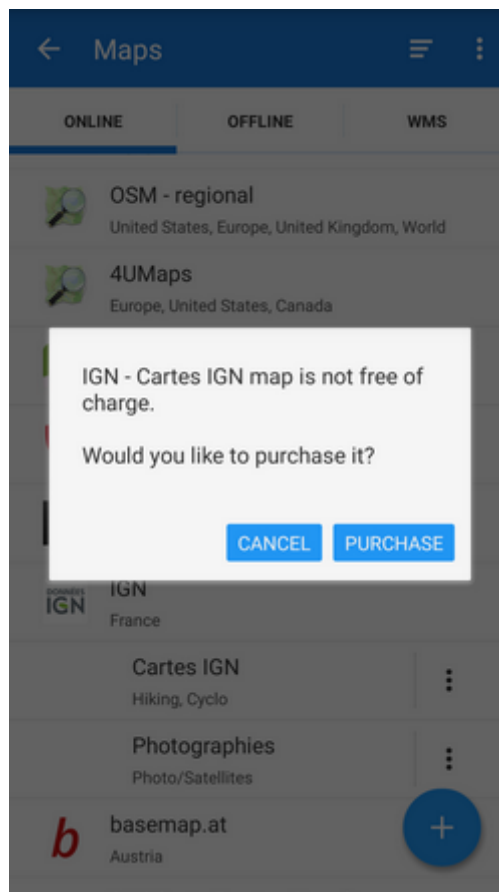 Maps
ONLINE
OFFLINE
WMS
OSM - regional
United States, Europe, United Kingdom, World
4UMaps
Europe, United States, Canada
IGN - Cartes IGN map is not free of
charge.
Would you like to purchase it?
CANCEL
PURCHASE
DONNÉES
IGN
IGN
France
Cartes IGN
Hiking, Cyclo
Photographies
Photo/Satellites
b
basemap.at
Austria